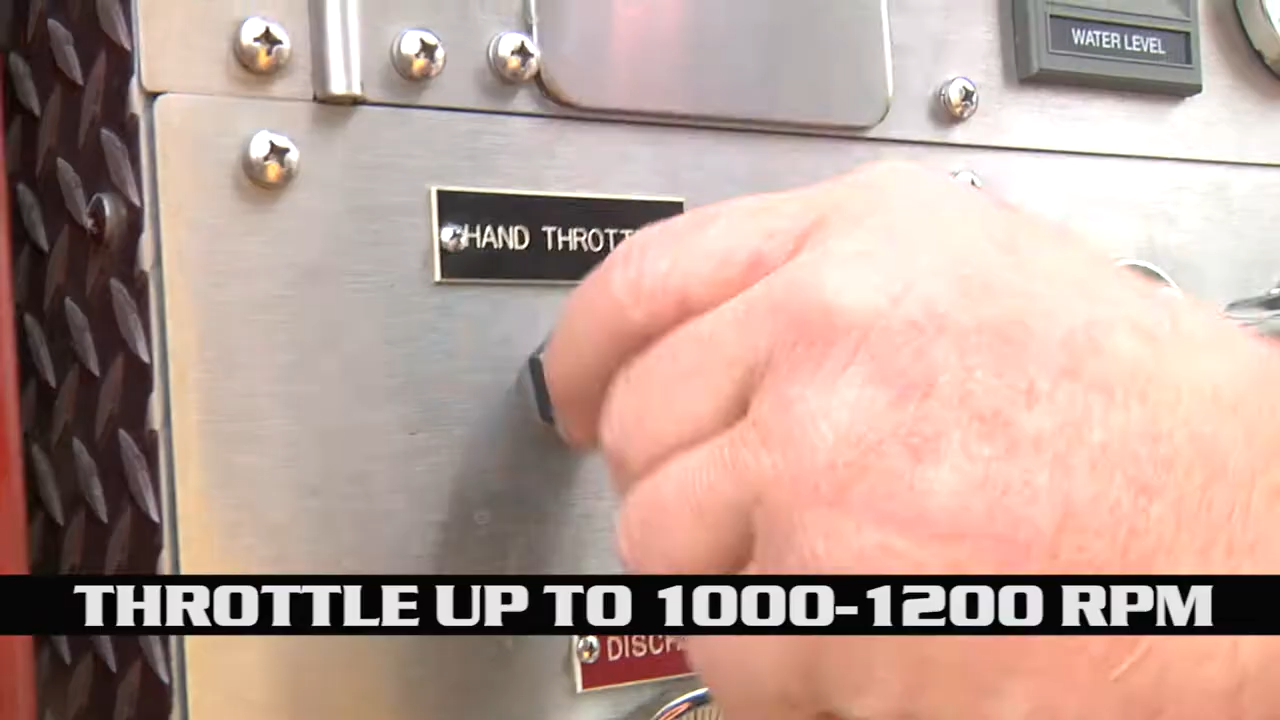 WATER LEVEL
HAND THROTT
THROTTLE UP TO 1000-1200 RPM
DISCH